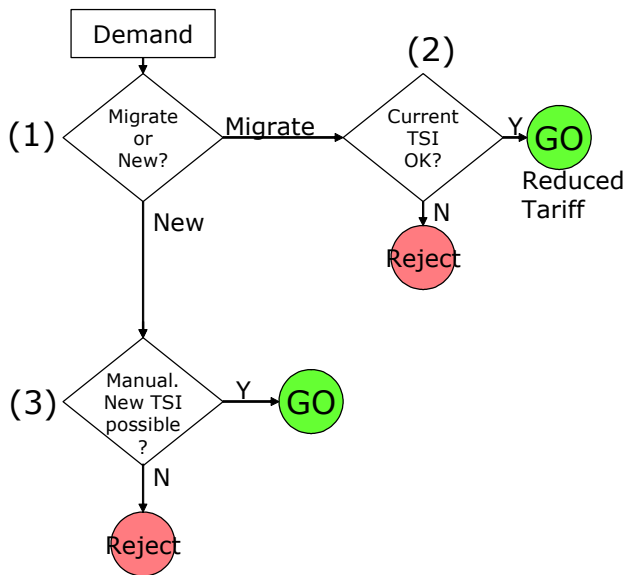 Demand
(1)
Migrate
or
New?
Migrate
(2)
Current
TSI
OK?
Y
GO
Reduced
Tariff
N
Reject
New
(3)
Manual.
New TSI
possible
?
Y
GO
N
Reject